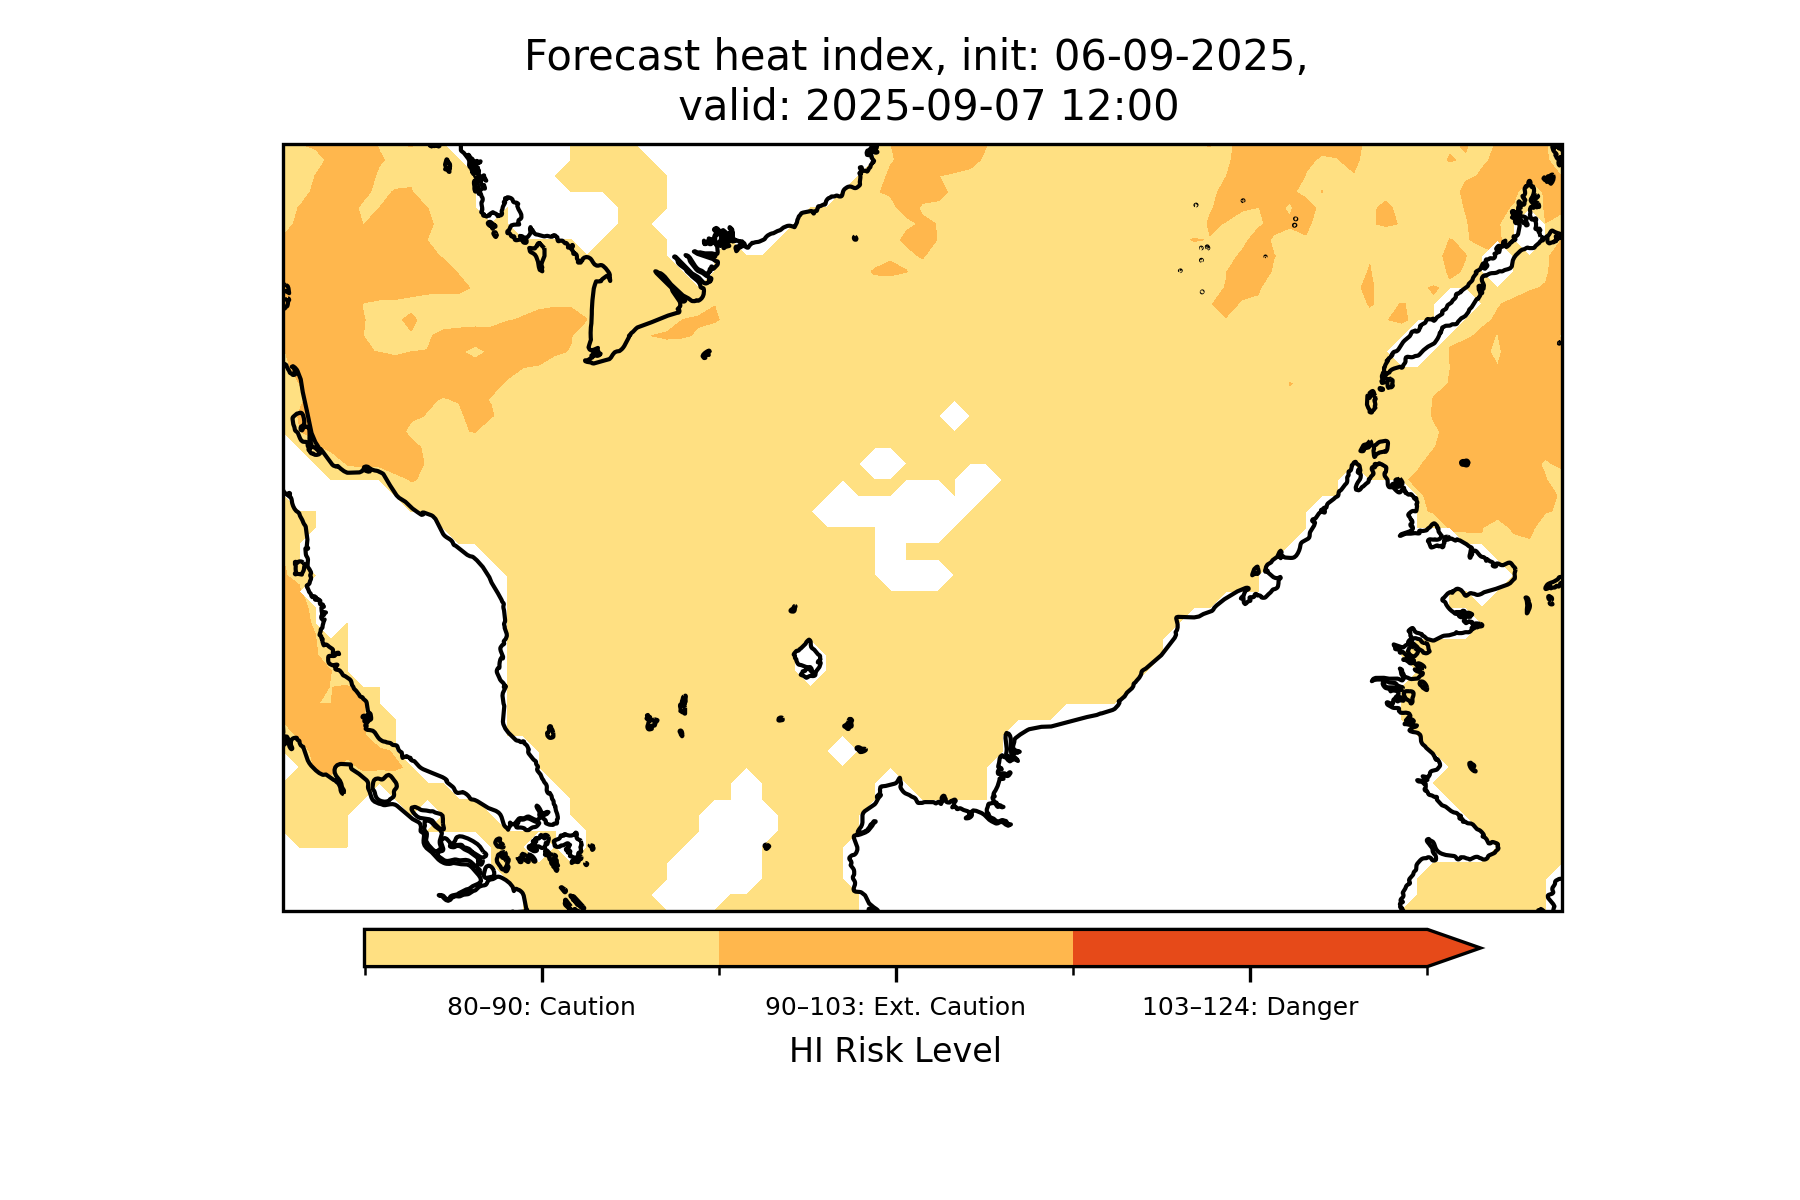 Forecast heat index, init: 06-09-2025,
valid: 2025-09-07 12:00
80–90: Caution
90–103: Ext. Caution
103–124: Danger
HI Risk Level